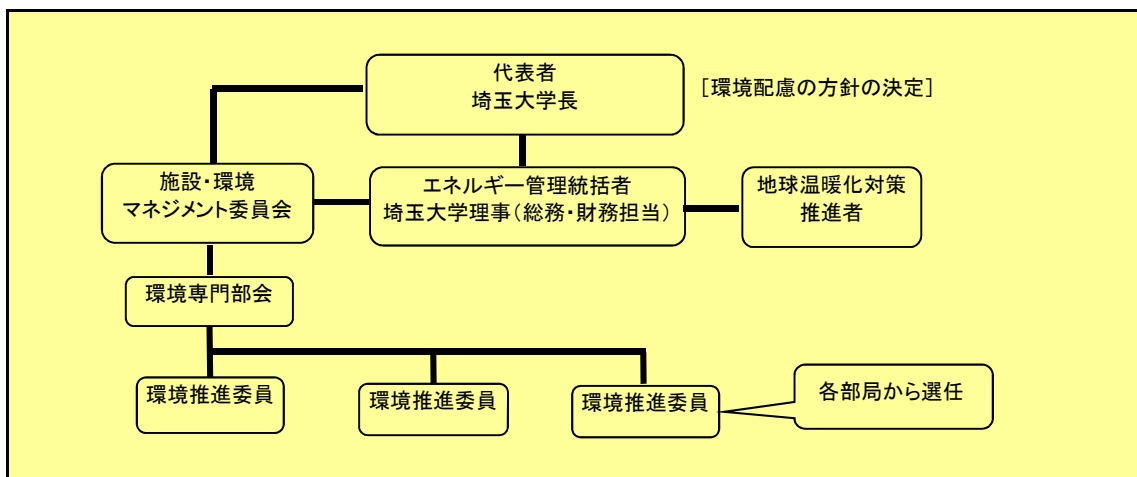 代表者
埼玉大学長
［環境配慮の方針の決定］
施設・環境
マネジメント委員会
エネルギー管理統括者
埼玉大学理事（総務・財務担当）
地球温暖化対策
推進者
環境専門部会
環境推進委員
環境推進委員
環境推進委員
各部局から選任